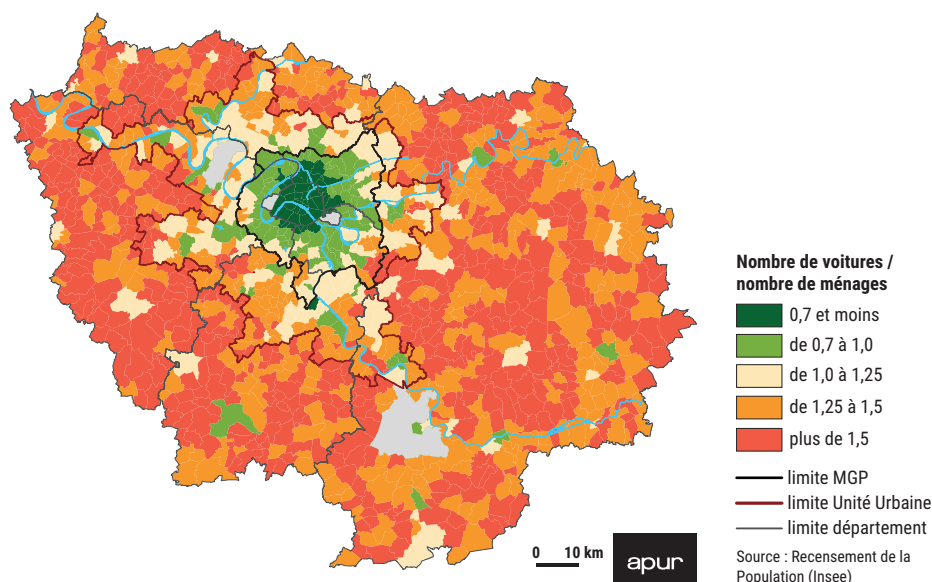 Nombre de voitures /
nombre de ménages
0,7 et moins
de 0,7 à 1,0
de 1,0 à 1,25
de 1,25 à 1,5
plus de 1,5
limite MGP
limite Unité Urbaine
limite département
Source : Recensement de la
Population (Insee)
0 10 km
apur